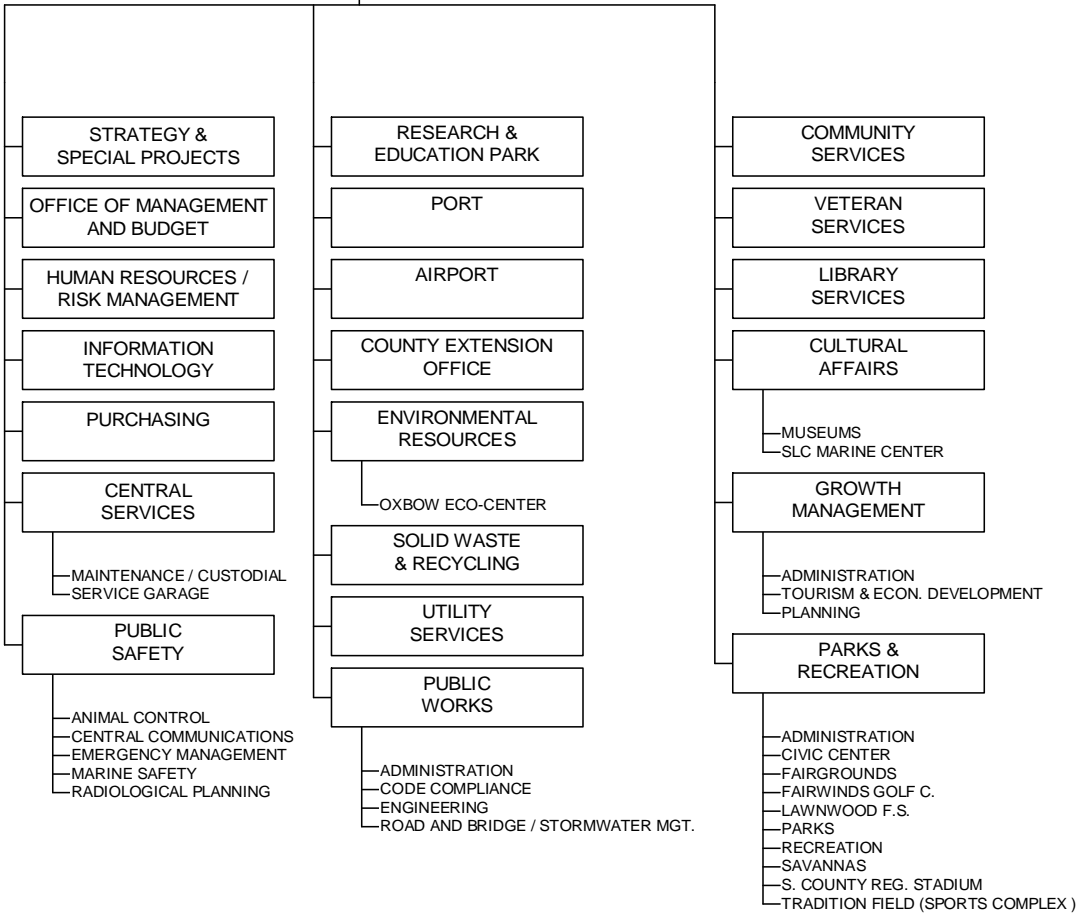 STRATEGY &
SPECIAL PROJECTS
OFFICE OF MANAGEMENT
AND BUDGET
HUMAN RESOURCES /
RISK MANAGEMENT
INFORMATION
TECHNOLOGY
PURCHASING
CENTRAL
SERVICES
MAINTENANCE / CUSTODIAL
SERVICE GARAGE
PUBLIC
SAFETY
ANIMAL CONTROL
CENTRAL COMMUNICATIONS
EMERGENCY MANAGEMENT
MARINE SAFETY
RADIOLOGICAL PLANNING
RESEARCH &
EDUCATION PARK
PORT
AIRPORT
COUNTY EXTENSION
OFFICE
ENVIRONMENTAL
RESOURCES
OXBOW ECO-CENTER
SOLID WASTE
& RECYCLING
UTILITY
SERVICES
PUBLIC
WORKS
ADMINISTRATION
CODE COMPLIANCE
ENGINEERING
ROAD AND BRIDGE / STORMWATER MGT.
COMMUNITY
SERVICES
VETERAN
SERVICES
LIBRARY
SERVICES
CULTURAL
AFFAIRS
MUSEUMS
SLC MARINE CENTER
GROWTH
MANAGEMENT
ADMINISTRATION
TOURISM & ECON. DEVELOPMENT
PLANNING
PARKS &
RECREATION
ADMINISTRATION
CIVIC CENTER
FAIRGROUNDS
FAIRWINDS GOLF C.
LAWNWOOD F.S.
PARKS
RECREATION
SAVANNAS
S. COUNTY REG. STADIUM
TRADITION FIELD (SPORTS COMPLEX )